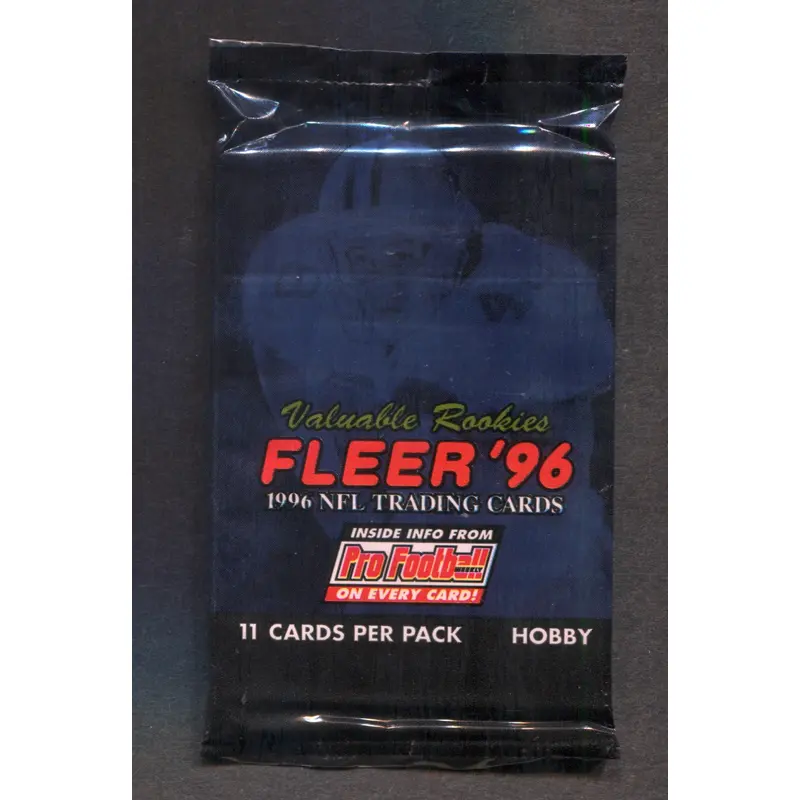 Valuable Rookies
FLEER '96
1996 NFL TRADING CARDS
INSIDE INFO FROM
Pro Football
WEEKLY
ON EVERY CARD!
11 CARDS PER PACK HOBBY